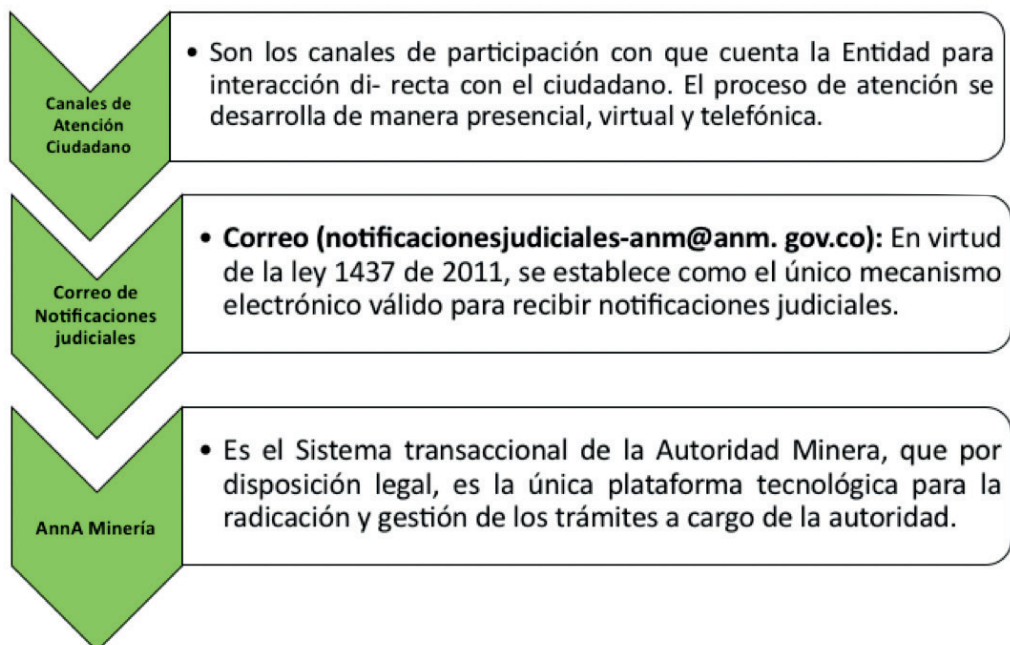 Canales de
Atención
Ciudadano
• Son los canales de participación con que cuenta la Entidad para
interacción di- recta con el ciudadano. El proceso de atención se
desarrolla de manera presencial, virtual y telefónica.
Correo de
Notificaciones
judiciales
• Correo (notificacionesjudiciales-anm@anm. gov.co): En virtud
de la ley 1437 de 2011, se establece como el único mecanismo
electrónico válido para recibir notificaciones judiciales.
AnnA Minería
• Es el Sistema transaccional de la Autoridad Minera, que por
disposición legal, es la única plataforma tecnológica para la
radicación y gestión de los trámites a cargo de la autoridad.